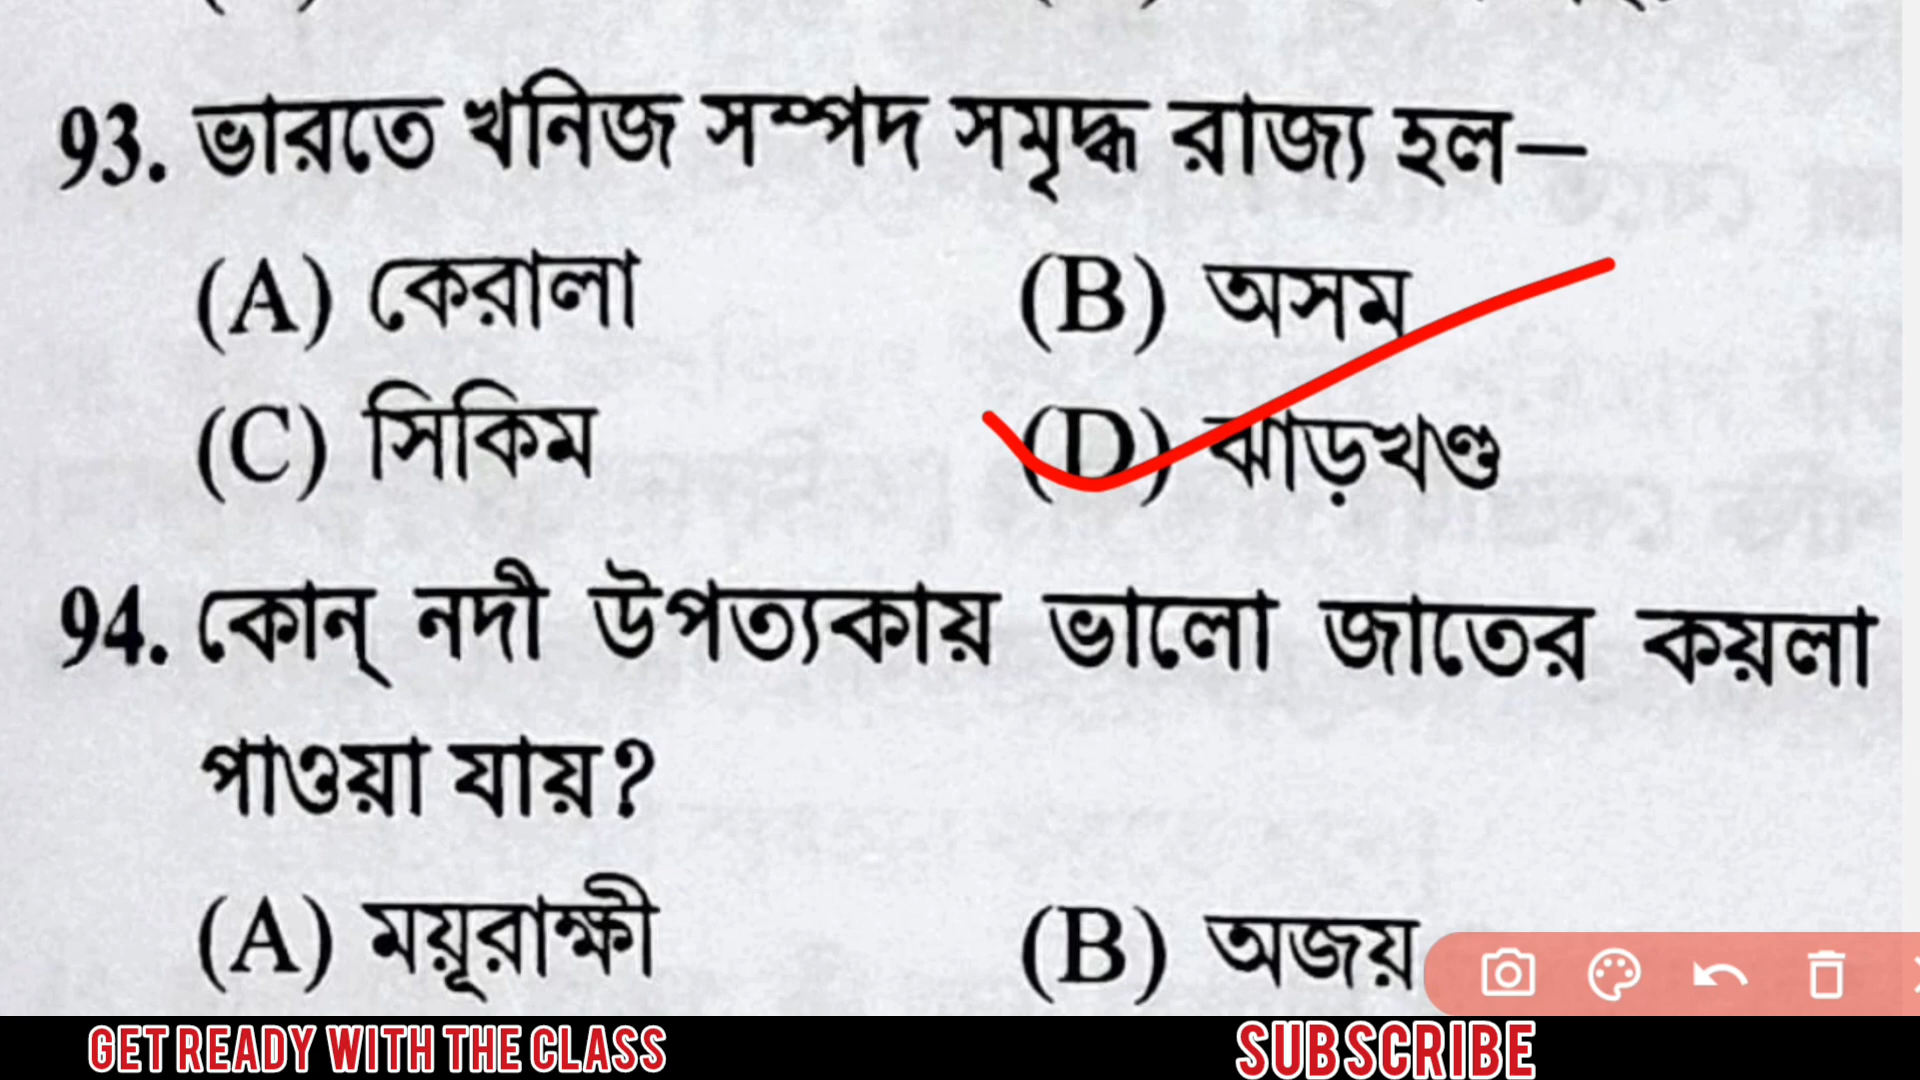 93. ভারতে খনিজ সম্পদ সমৃদ্ধ রাজ্য হল—
(A) কেরালা (B) অসম
(C) সিকিম (D) ঝাড়খণ্ড
94. কোন্ নদী উপত্যকায় ভালো জাতের কয়লা
পাওয়া যায়?
(A) ময়ূরাক্ষী (B) অজয়
GET READY WITH THE CLASS SUBSCRIBE